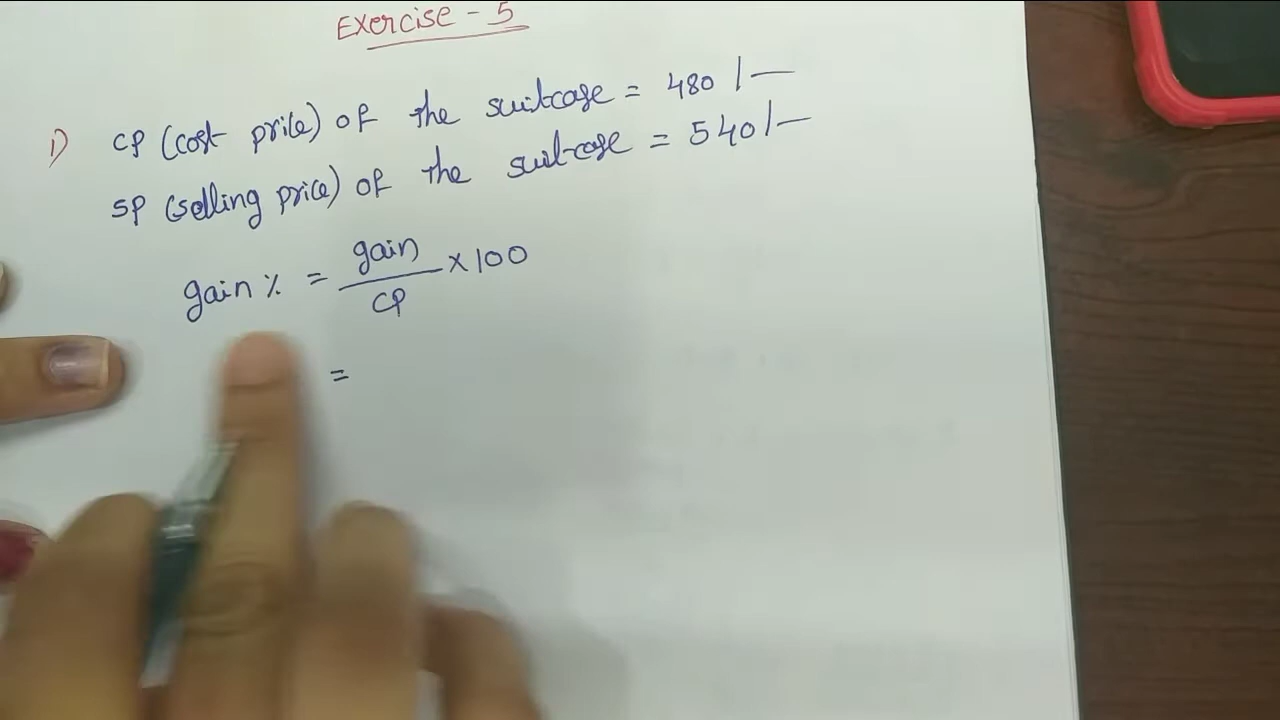 Exercise - 5
1) CP (cost price) of the suitcase = 480/-
SP (selling price) of the suitcase = 540/-
gain % = gain/CP × 100
=